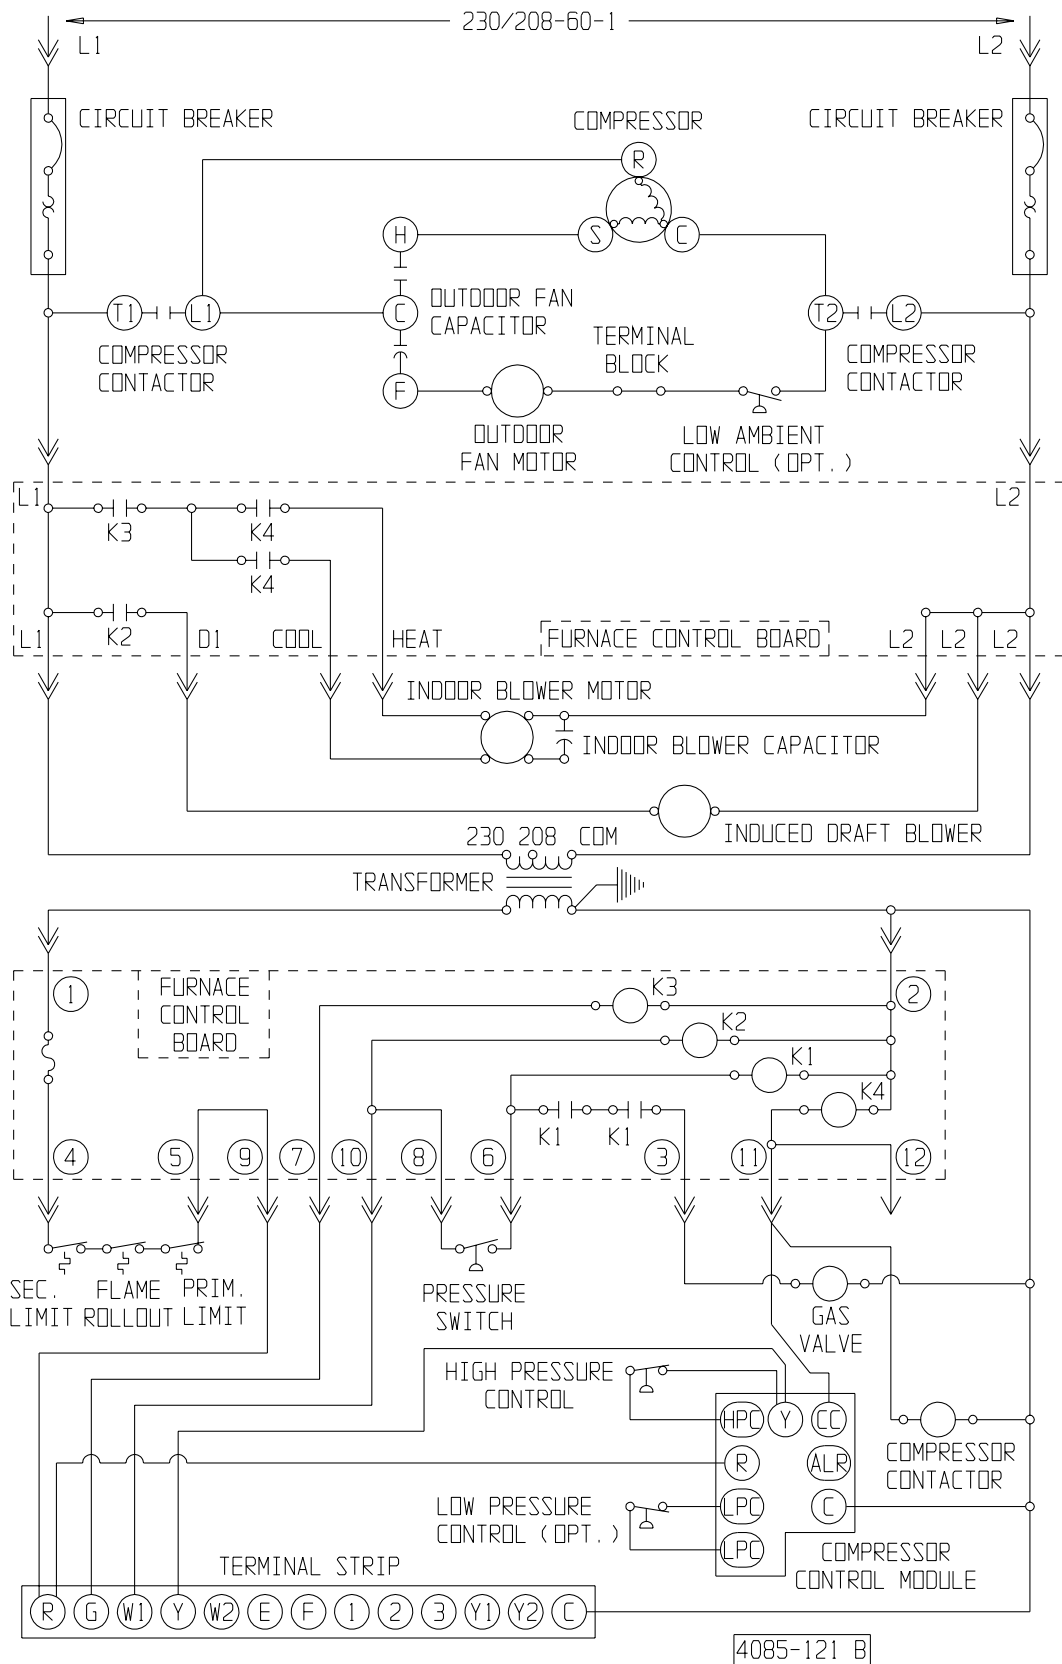 230/208-60-1
L1
L2
CIRCUIT BREAKER
COMPRESSOR
CIRCUIT BREAKER
R
H
S
C
T1
L1
C
OUTDOOR FAN
CAPACITOR
T2
L2
COMPRESSOR
CONTACTOR
TERMINAL
BLOCK
COMPRESSOR
CONTACTOR
F
OUTDOOR
FAN MOTOR
LOW AMBIENT
CONTROL (OPT.)
L1
L2
K3
K4
K4
K2
L1
D1
COOL
HEAT
FURNACE CONTROL BOARD
L2
L2
L2
INDOOR BLOWER MOTOR
INDOOR BLOWER CAPACITOR
INDUCED DRAFT BLOWER
230 208 COM
TRANSFORMER
1
FURNACE
CONTROL
BOARD
K3
2
K2
K1
K4
K1
K1
4
5
9
7
10
8
6
3
11
12
SEC.
LIMIT
FLAME
ROLLOUT
PRIM.
LIMIT
PRESSURE
SWITCH
GAS
VALVE
HIGH PRESSURE
CONTROL
HPC
Y
CC
COMPRESSOR
CONTACTOR
R
ALR
LOW PRESSURE
CONTROL (OPT.)
LPC
C
LPC
COMPRESSOR
CONTROL MODULE
TERMINAL STRIP
R G W1 Y W2 E F 1 2 3 Y1 Y2 C
4085-121 B